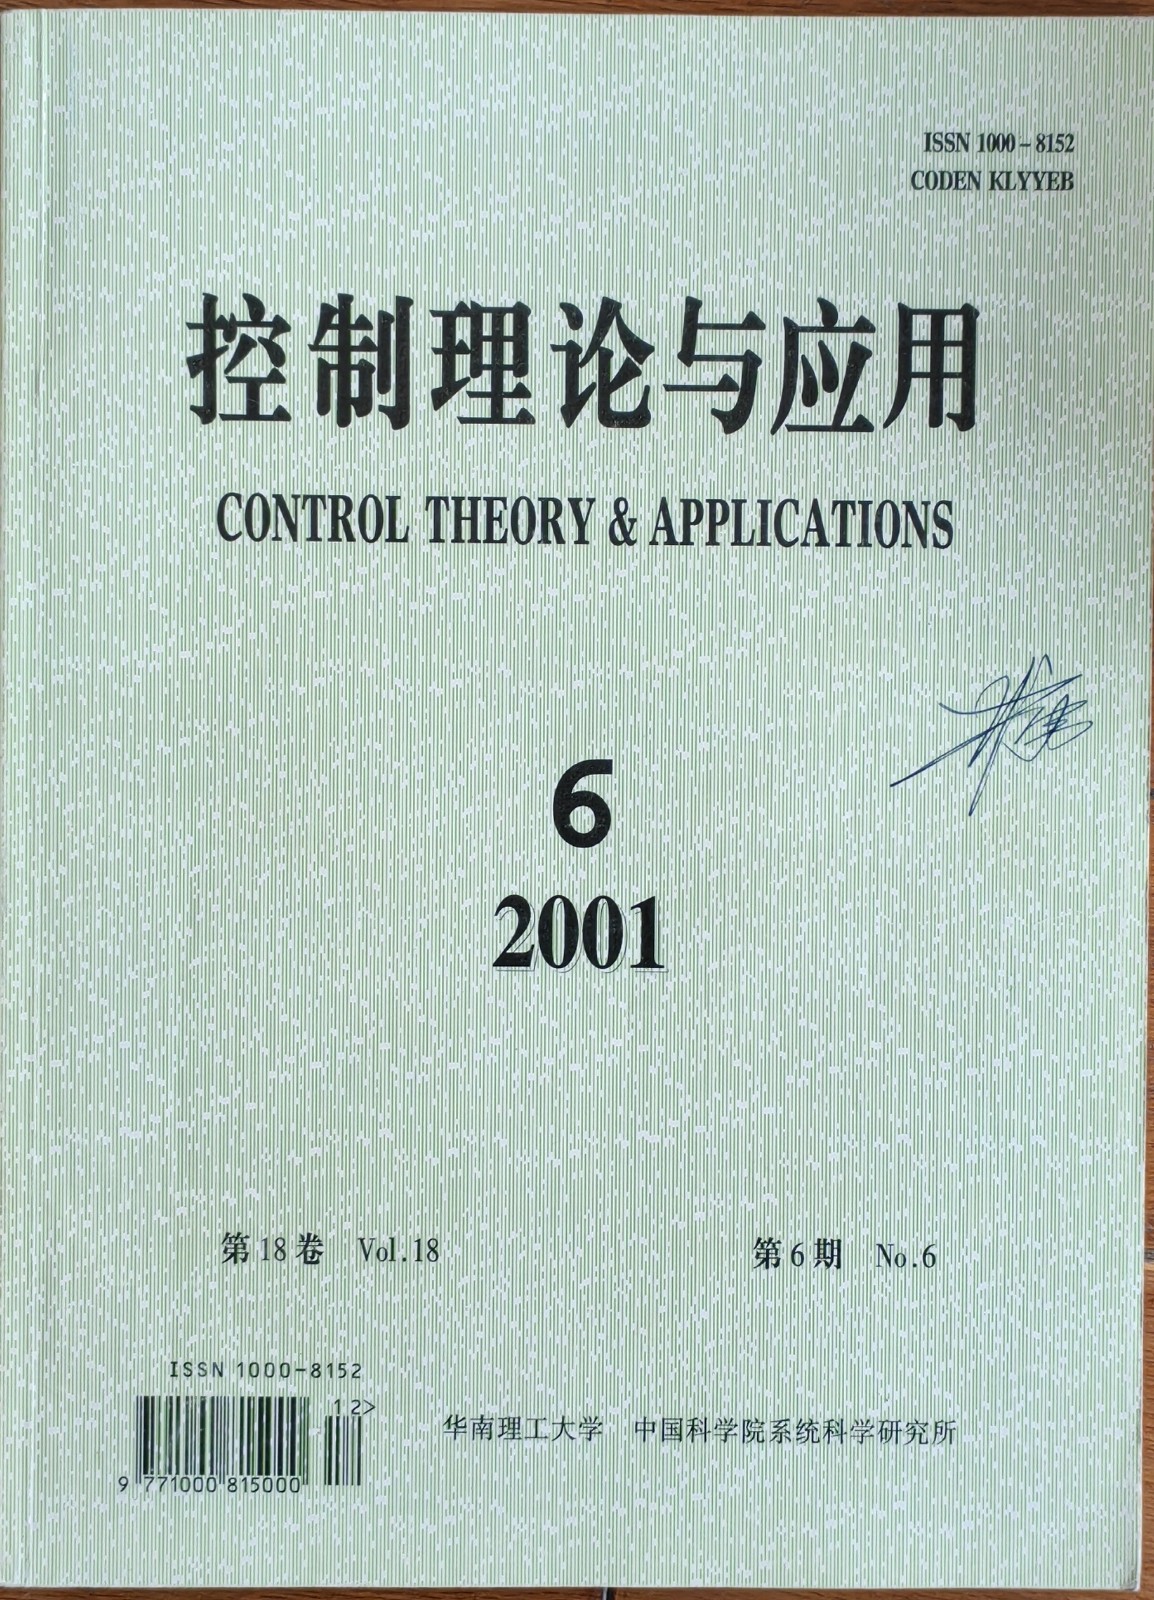 ISSN 1000-8152
CODEN KLYYEB
控制理论与应用
CONTROL THEORY & APPLICATIONS
6
2001
第18卷 Vol.18
第6期 No.6
ISSN 1000-8152
12>
9 771000 815000
华南理工大学 中国科学院系统科学研究所